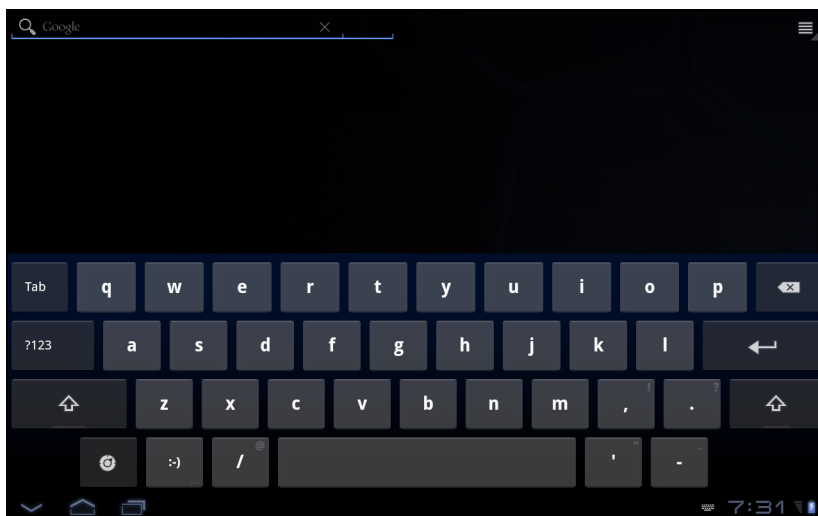 Google
Tab q w e r t y u i o p
?123 a s d f g h j k l
z x c v b n m , ! . ?
:-) / @ ' " - _
7:31